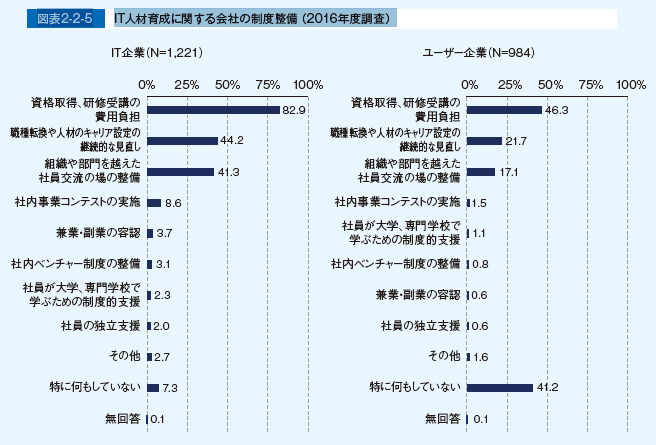 図表2-2-5 IT人材育成に関する会社の制度整備（2016年度調査）
IT企業（N=1,221）
0% 25% 50% 75% 100%
資格取得、研修受講の
費用負担 82.9
職種転換や人材のキャリア設定の
継続的な見直し 44.2
組織や部門を越えた
社員交流の場の整備 41.3
社内事業コンテストの実施 8.6
兼業・副業の容認 3.7
社内ベンチャー制度の整備 3.1
社員が大学、専門学校で
学ぶための制度的支援 2.3
社員の独立支援 2.0
その他 2.7
特に何もしていない 7.3
無回答 0.1
ユーザー企業（N=984）
0% 25% 50% 75% 100%
資格取得、研修受講の
費用負担 46.3
職種転換や人材のキャリア設定の
継続的な見直し 21.7
組織や部門を越えた
社員交流の場の整備 17.1
社内事業コンテストの実施 1.5
社員が大学、専門学校で
学ぶための制度的支援 1.1
社内ベンチャー制度の整備 0.8
兼業・副業の容認 0.6
社員の独立支援 0.6
その他 1.6
特に何もしていない 41.2
無回答 0.1